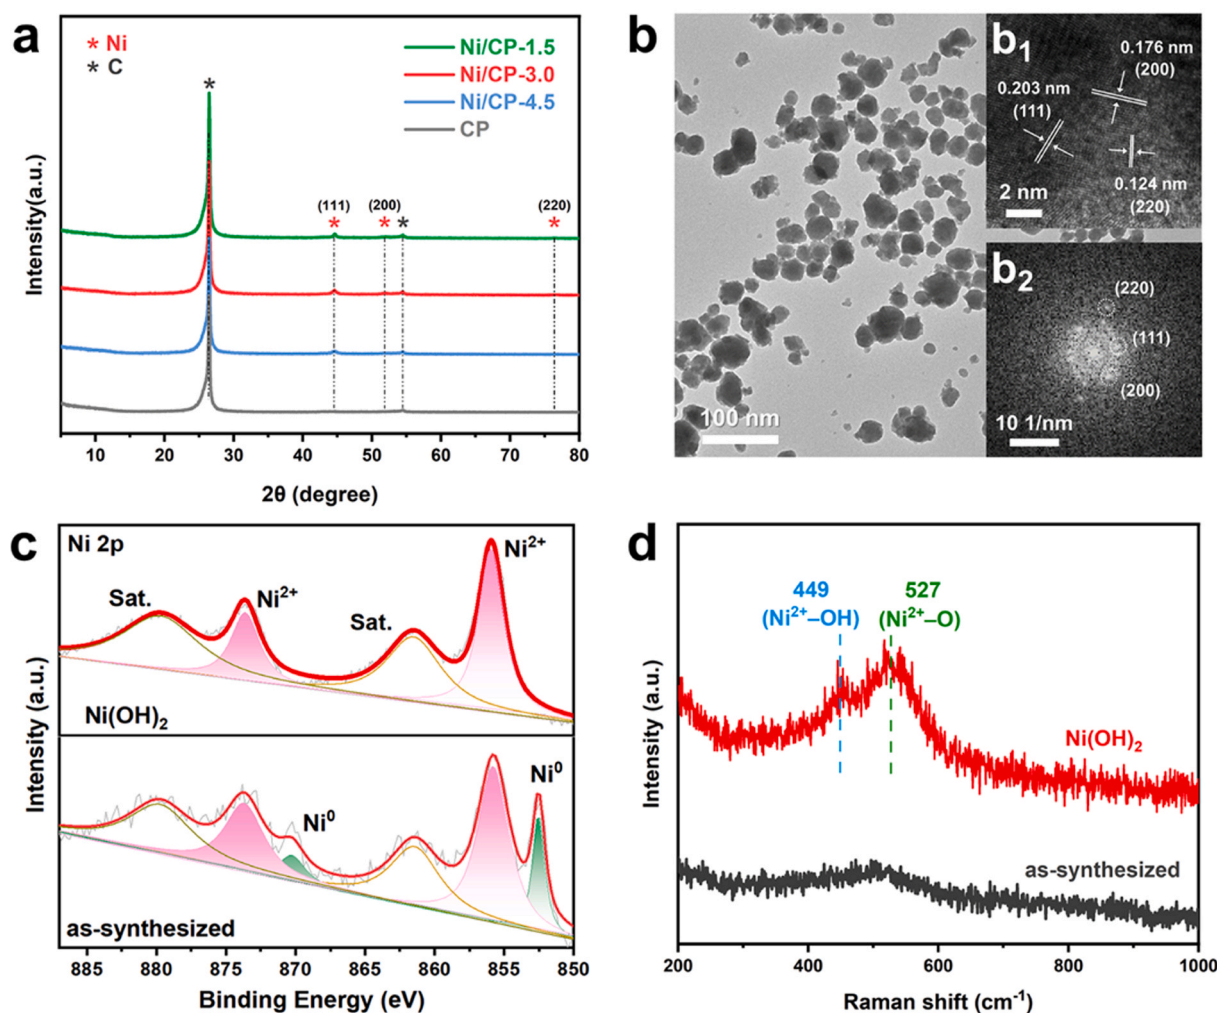 a
* Ni
* C
Ni/CP-1.5
Ni/CP-3.0
Ni/CP-4.5
CP
*
(111)
(200)
(220)
* * * *
Intensity(a.u.)
10 20 30 40 50 60 70 80
2θ (degree)
b
100 nm
b1
0.176 nm
(200)
0.203 nm
(111)
0.124 nm
(220)
2 nm
b2
(220)
(111)
(200)
10 1/nm
c
Ni 2p
Ni²⁺
Sat.
Ni²⁺
Sat.
Ni(OH)₂
Ni⁰
Ni⁰
as-synthesized
Intensity (a.u.)
Intensity (a.u.)
885 880 875 870 865 860 855 850
Binding Energy (eV)
d
449
(Ni²⁺–OH)
527
(Ni²⁺–O)
Ni(OH)₂
as-synthesized
Intensity (a.u.)
200 400 600 800 1000
Raman shift (cm⁻¹)